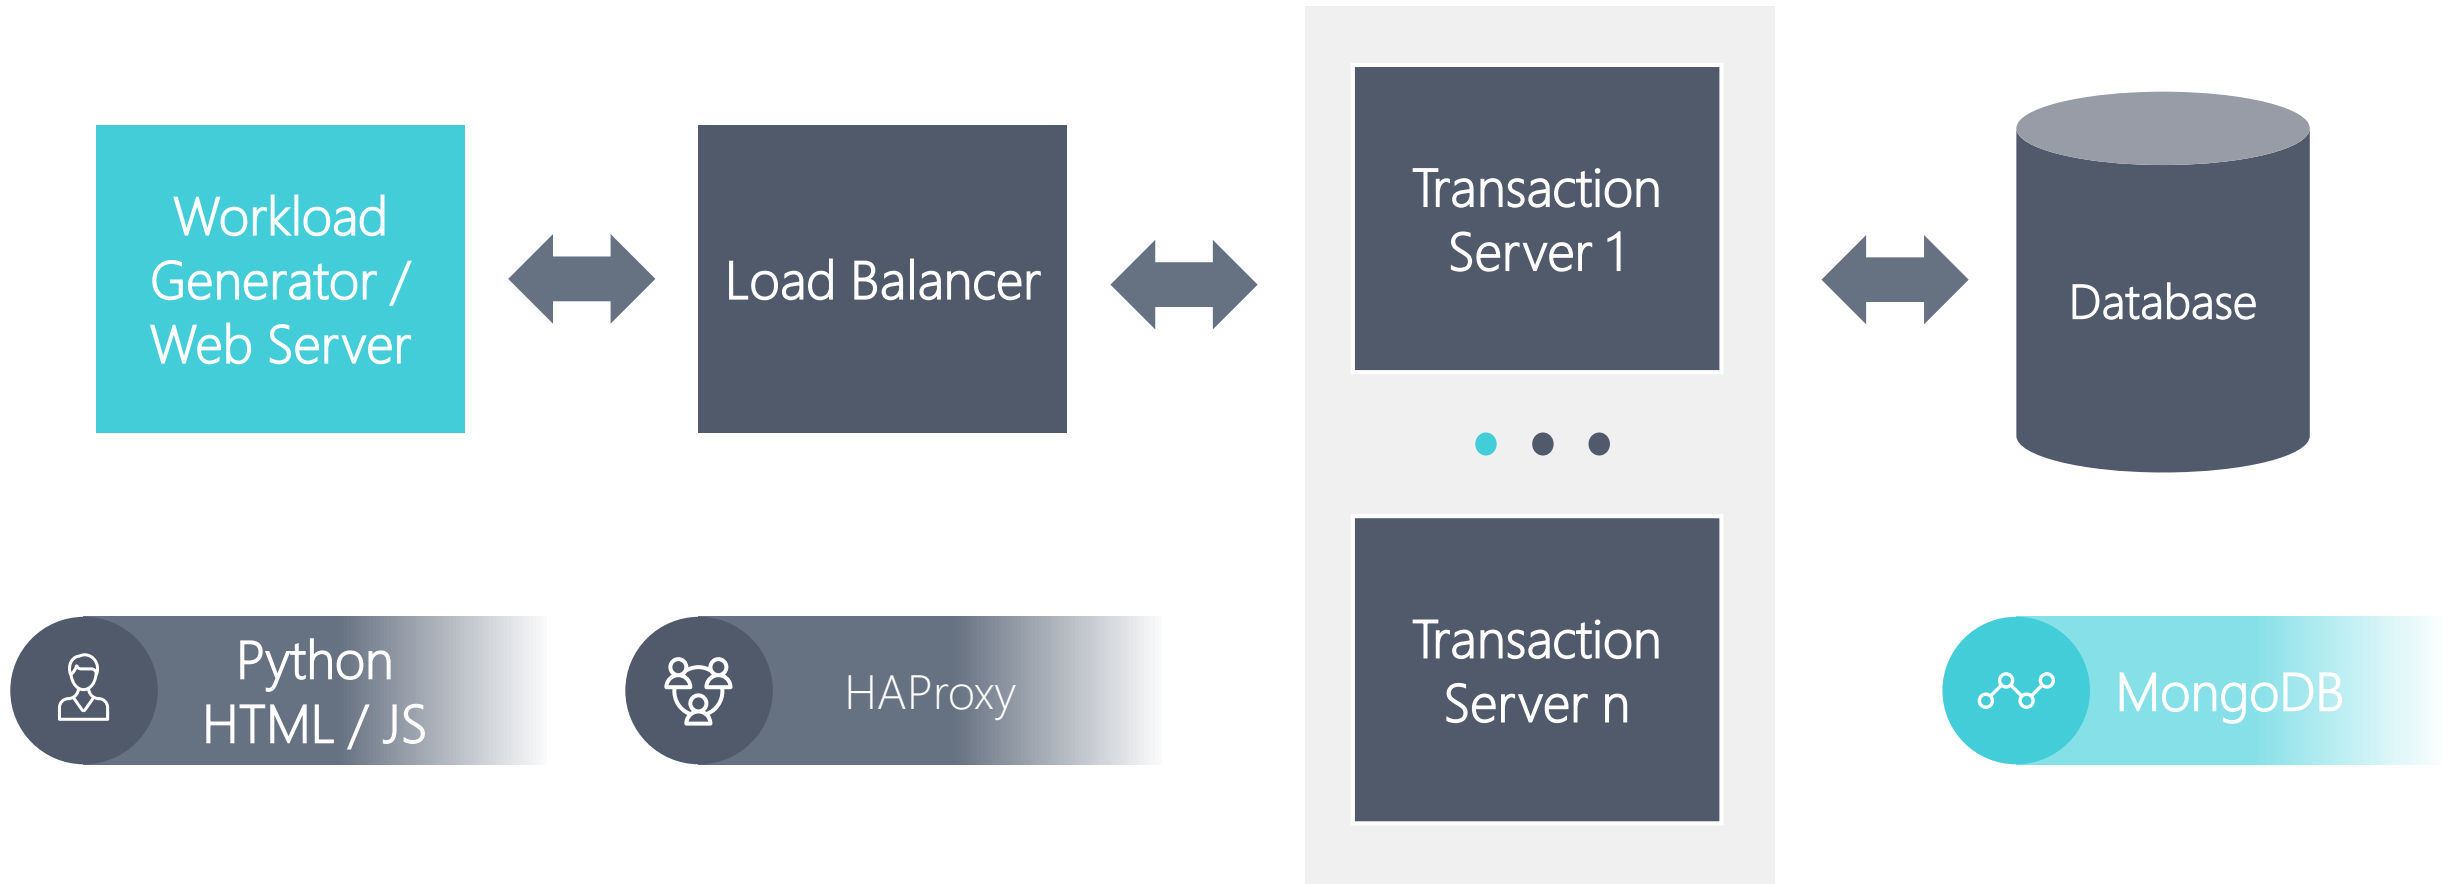 Workload
Generator /
Web Server
Load Balancer
Transaction
Server 1
Transaction
Server n
Database
Python
HTML / JS
HAProxy
MongoDB